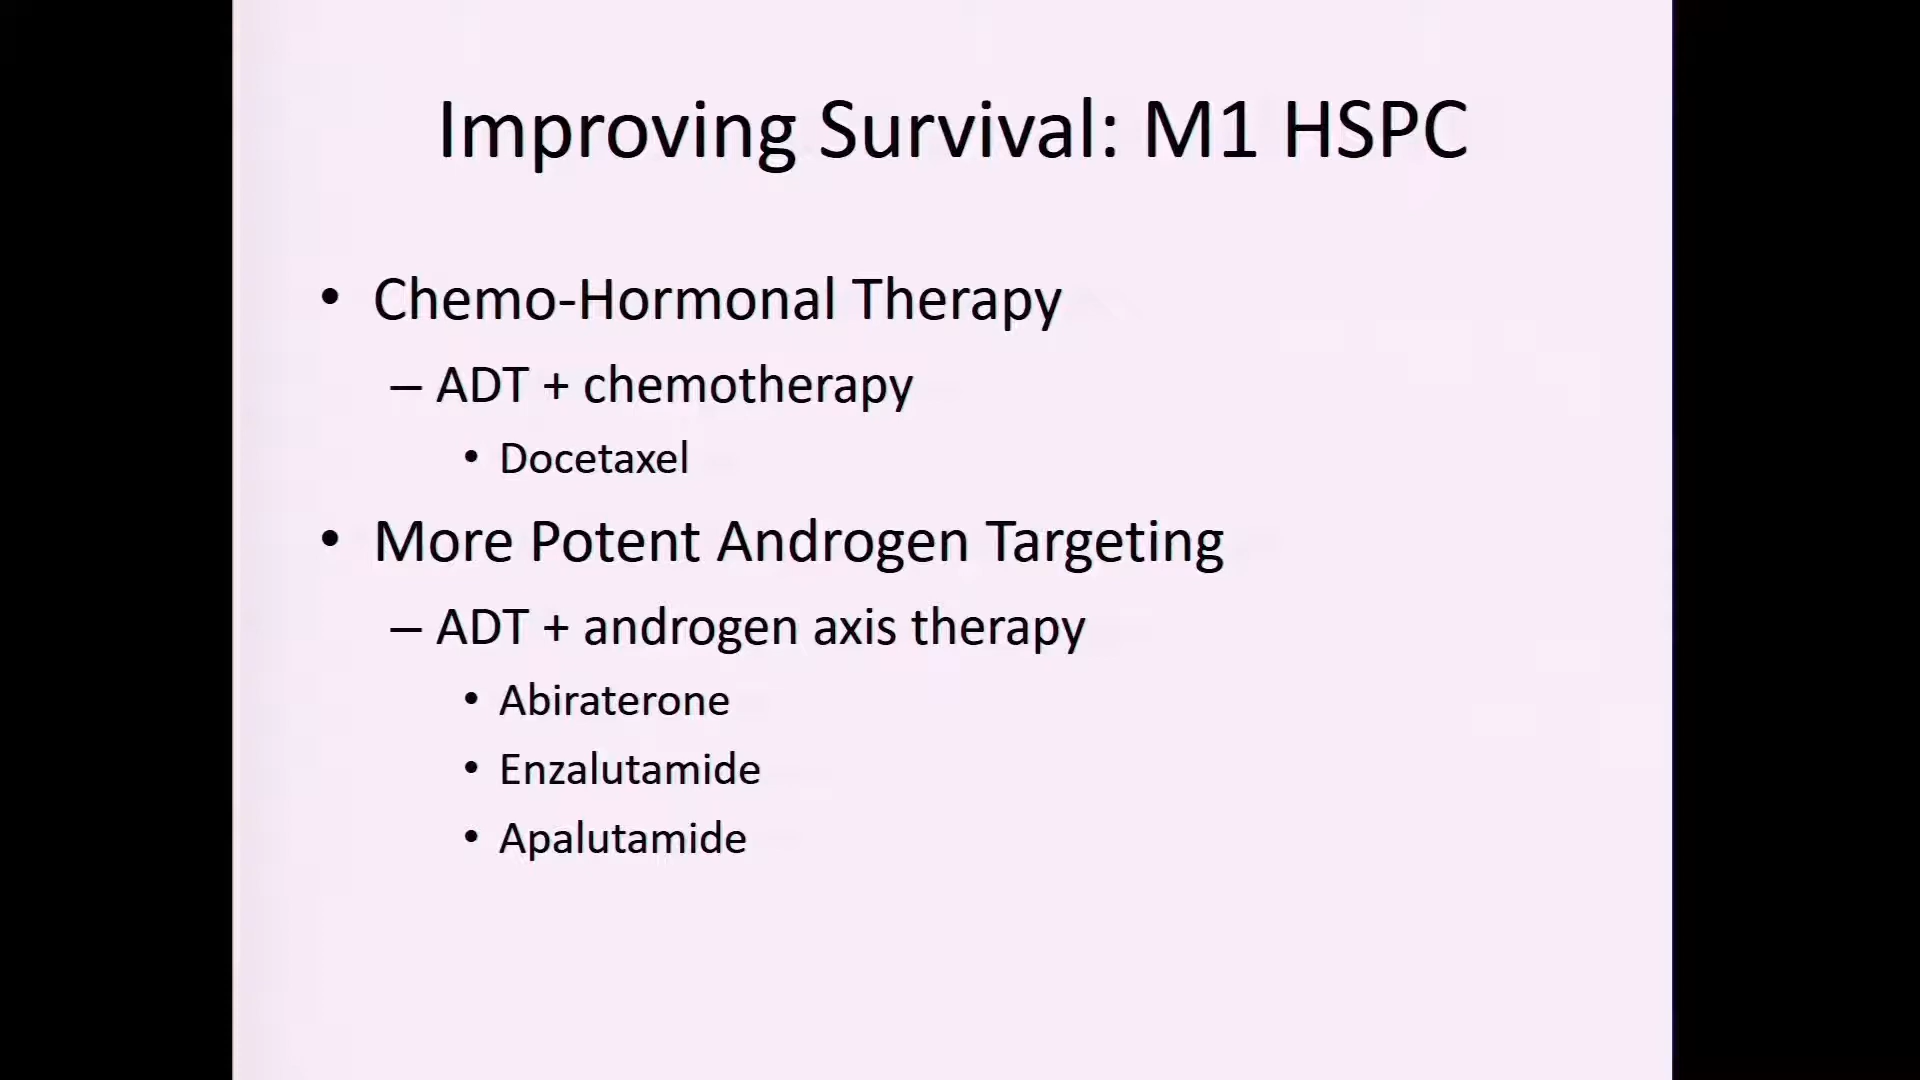 Improving Survival: M1 HSPC
• Chemo-Hormonal Therapy
– ADT + chemotherapy
• Docetaxel
• More Potent Androgen Targeting
– ADT + androgen axis therapy
• Abiraterone
• Enzalutamide
• Apalutamide